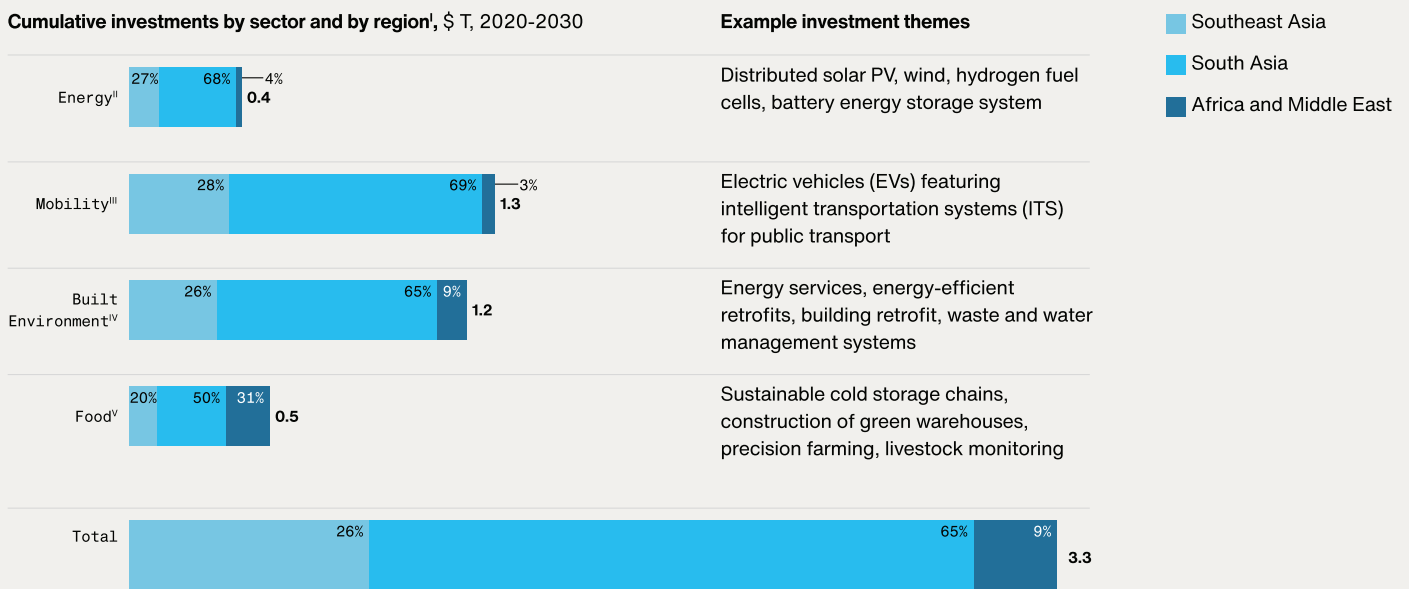 Cumulative investments by sector and by regionᴵ, $ T, 2020-2030
Example investment themes
Southeast Asia
South Asia
Africa and Middle East
Energyᴵᴵ
27% 68% 4%
0.4
Distributed solar PV, wind, hydrogen fuel
cells, battery energy storage system
Mobilityᴵᴵᴵ
28% 69% 3%
1.3
Electric vehicles (EVs) featuring
intelligent transportation systems (ITS)
for public transport
Built
Environmentᴵⱽ
26% 65% 9%
1.2
Energy services, energy-efficient
retrofits, building retrofit, waste and water
management systems
Foodⱽ
20% 50% 31%
0.5
Sustainable cold storage chains,
construction of green warehouses,
precision farming, livestock monitoring
Total
26% 65% 9%
3.3